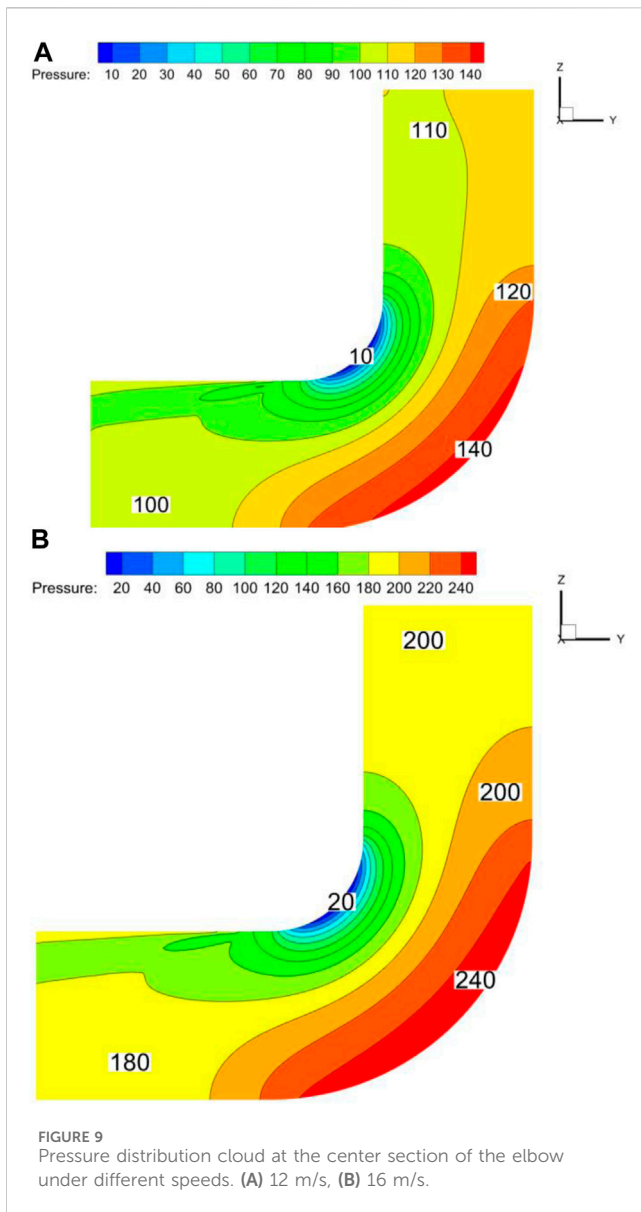 A
Pressure: 10 20 30 40 50 60 70 80 90 100 110 120 130 140
Z
X Y
110
120
10
140
100
B
Pressure: 20 40 60 80 100 120 140 160 180 200 220 240
Z
X Y
200
200
20
240
180
FIGURE 9
Pressure distribution cloud at the center section of the elbow
under different speeds. (A) 12 m/s, (B) 16 m/s.